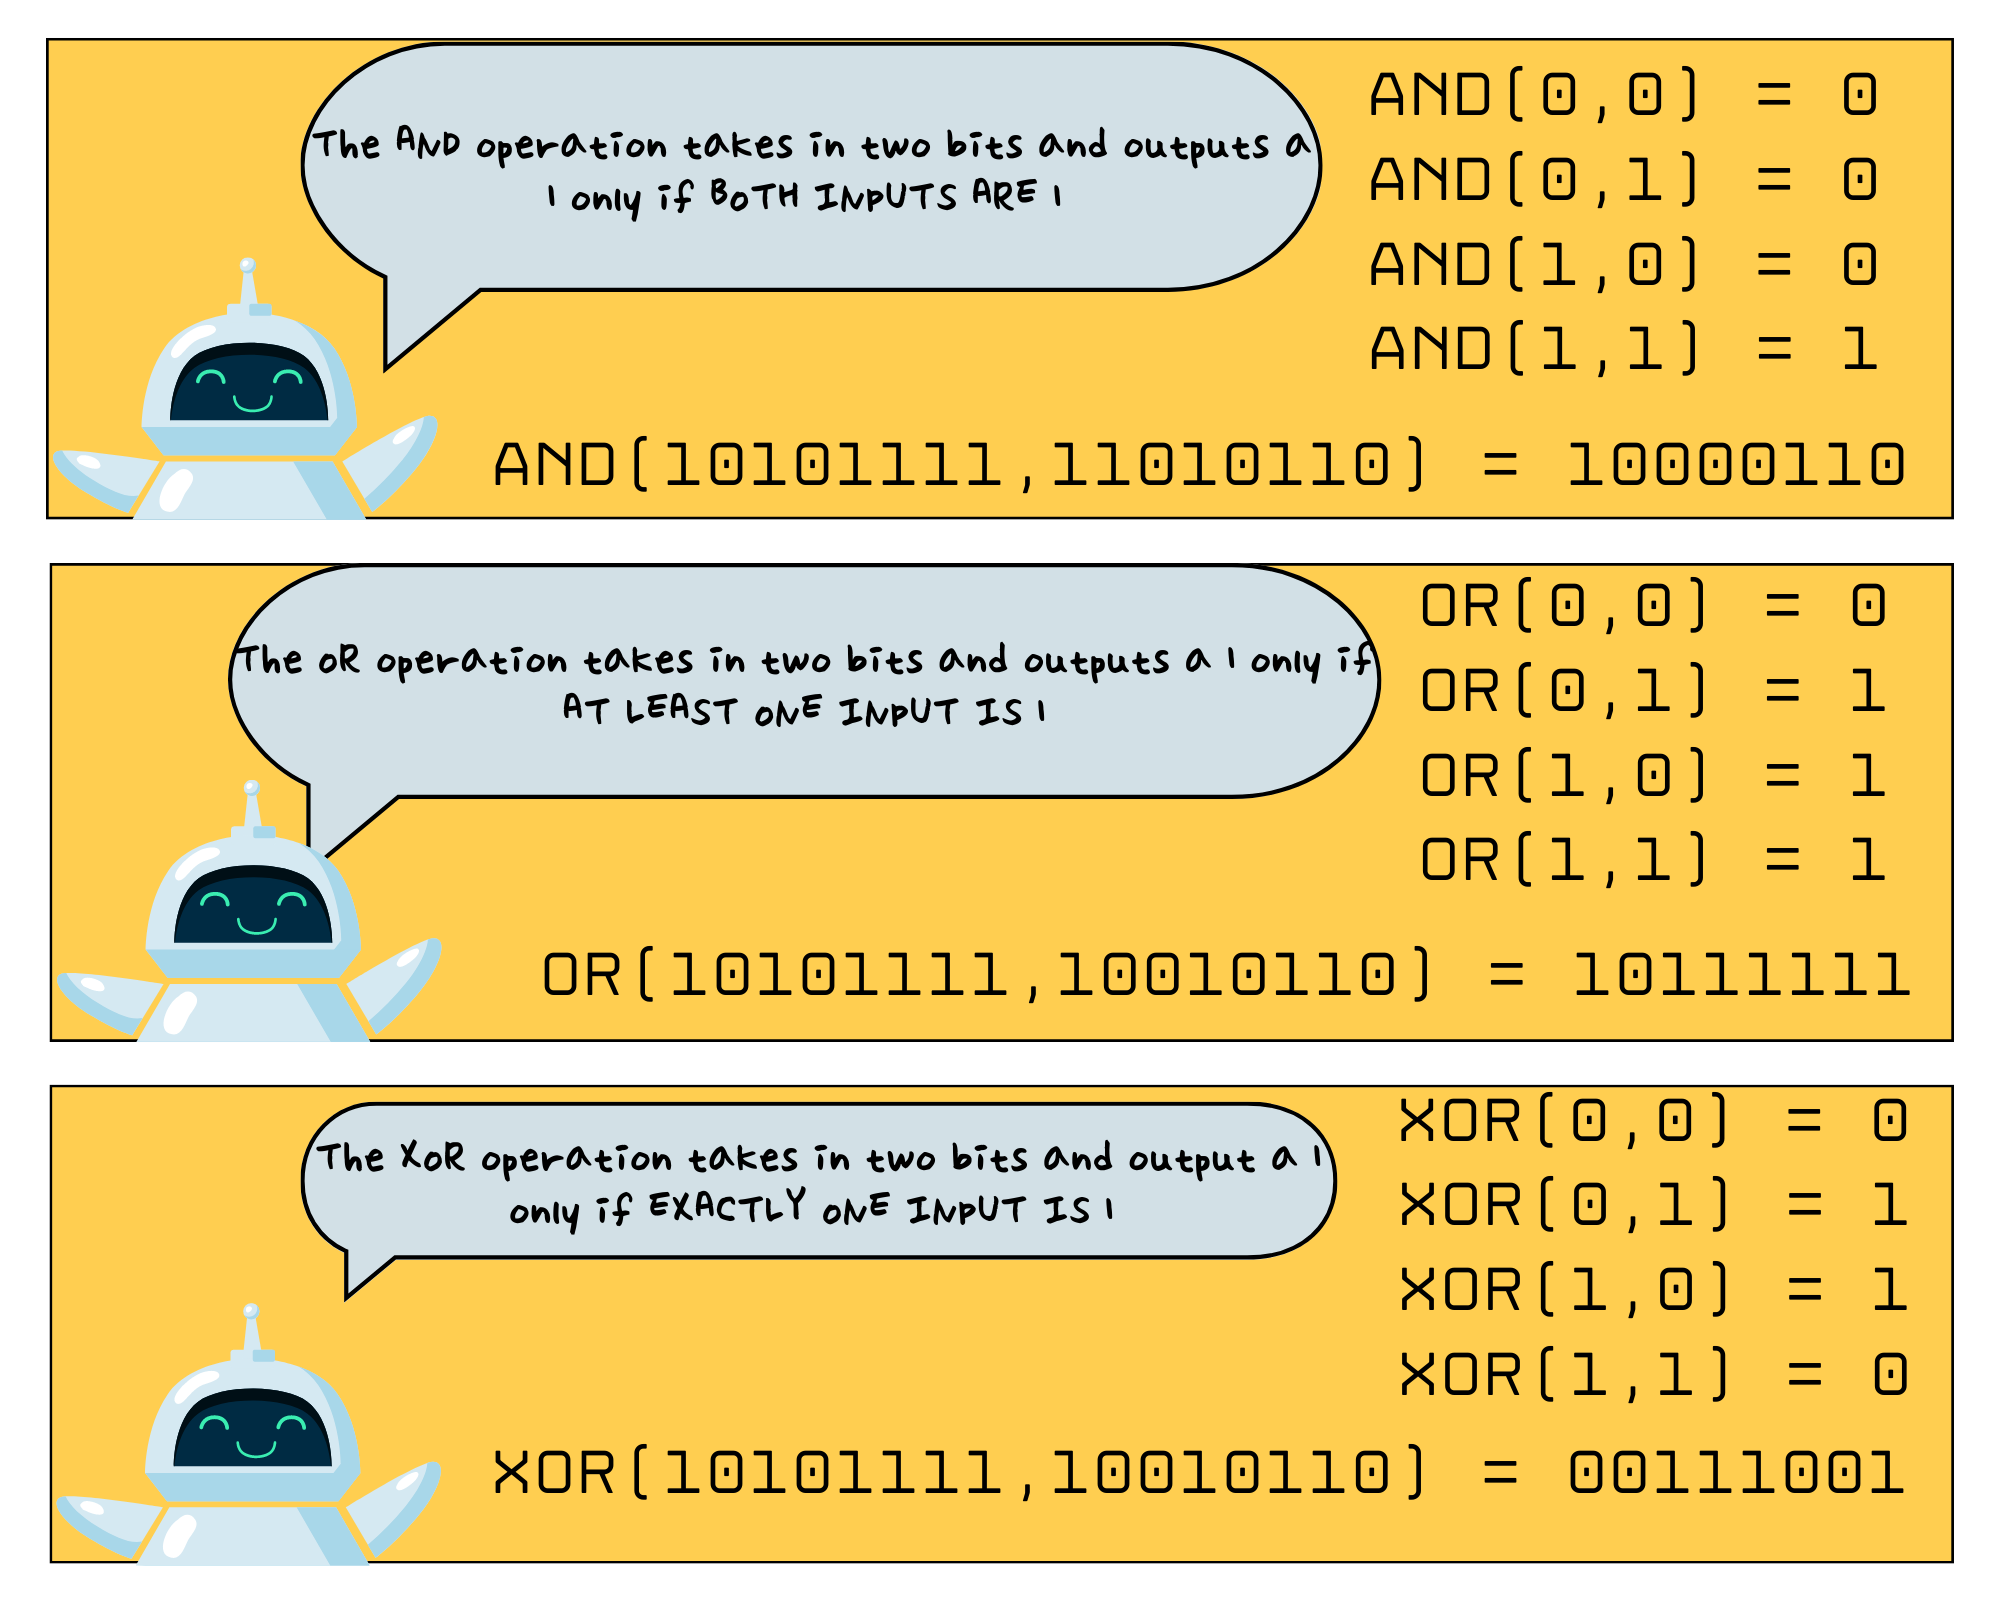 The AND operation takes in two bits and outputs a
1 only if BOTH INPUTS ARE 1
AND(0,0) = 0
AND(0,1) = 0
AND(1,0) = 0
AND(1,1) = 1
AND(10101111,11010110) = 10000110
The OR operation takes in two bits and outputs a 1 only if
AT LEAST ONE INPUT IS 1
OR(0,0) = 0
OR(0,1) = 1
OR(1,0) = 1
OR(1,1) = 1
OR(10101111,10010110) = 10111111
The XOR operation takes in two bits and output a 1
only if EXACTLY ONE INPUT IS 1
XOR(0,0) = 0
XOR(0,1) = 1
XOR(1,0) = 1
XOR(1,1) = 0
XOR(10101111,10010110) = 00111001